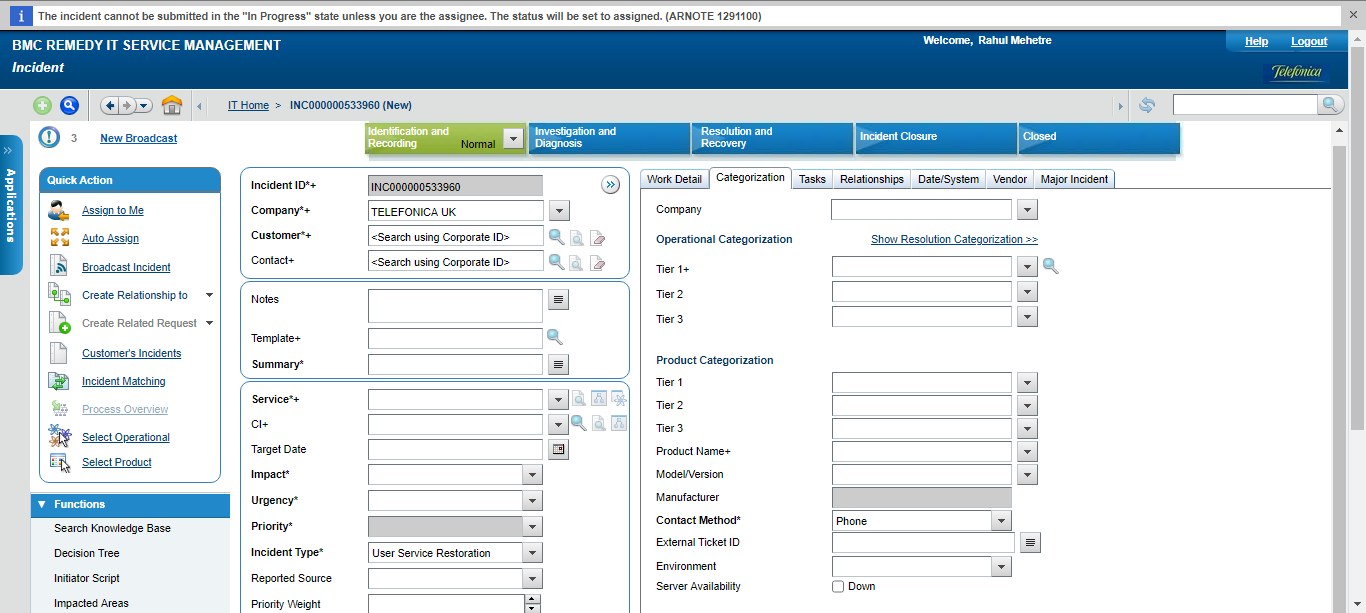 The incident cannot be submitted in the "In Progress" state unless you are the assignee. The status will be set to assigned. (ARNOTE 1291100)
BMC REMEDY IT SERVICE MANAGEMENT
Welcome, Rahul Mehetre
Help
Logout
Incident
Telefónica
IT Home > INC000000533960 (New)
3 New Broadcast
Identification and Recording
Normal
Investigation and Diagnosis
Resolution and Recovery
Incident Closure
Closed
Applications
Quick Action
Assign to Me
Auto Assign
Broadcast Incident
Create Relationship to
Create Related Request
Customer's Incidents
Incident Matching
Process Overview
Select Operational
Select Product
Functions
Search Knowledge Base
Decision Tree
Initiator Script
Impacted Areas
Incident ID*+ INC000000533960
Company*+ TELEFONICA UK
Customer*+ <Search using Corporate ID>
Contact+ <Search using Corporate ID>
Notes
Template+
Summary*
Service*+
CI+
Target Date
Impact*
Urgency*
Priority*
Incident Type* User Service Restoration
Reported Source
Priority Weight
Work Detail
Categorization
Tasks
Relationships
Date/System
Vendor
Major Incident
Company
Operational Categorization
Show Resolution Categorization >>
Tier 1+
Tier 2
Tier 3
Product Categorization
Tier 1
Tier 2
Tier 3
Product Name+
Model/Version
Manufacturer
Contact Method* Phone
External Ticket ID
Environment
Server Availability Down